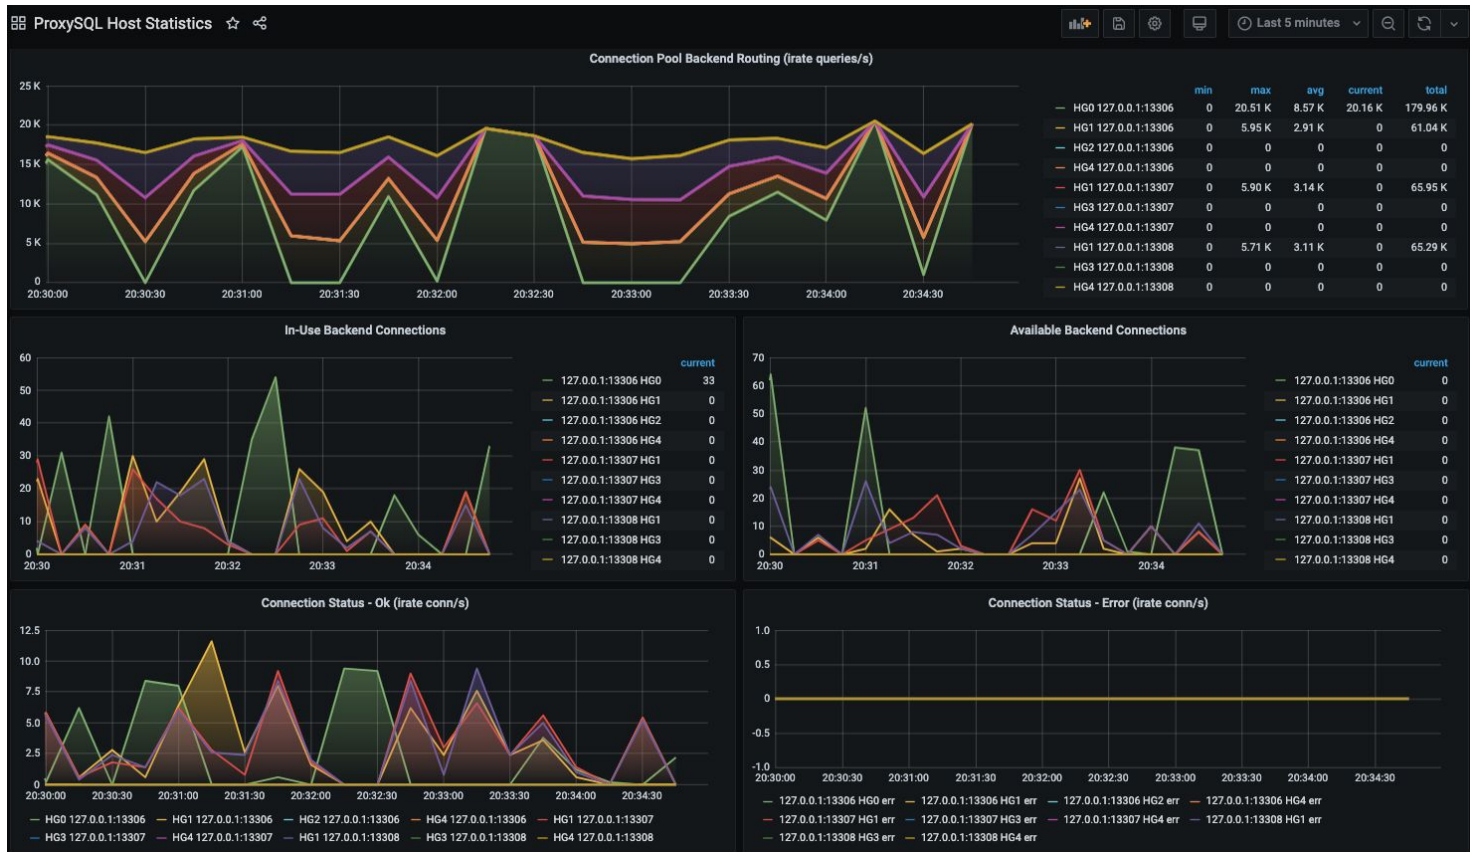 ProxySQL Host Statistics
Last 5 minutes
Connection Pool Backend Routing (irate queries/s)
25 K
20 K
15 K
10 K
5 K
0
20:30:00 20:30:30 20:31:00 20:31:30 20:32:00 20:32:30 20:33:00 20:33:30 20:34:00 20:34:30
min max avg current total
HG0 127.0.0.1:13306 0 20.51 K 8.57 K 20.16 K 179.96 K
HG1 127.0.0.1:13306 0 5.95 K 2.91 K 0 61.04 K
HG2 127.0.0.1:13306 0 0 0 0 0
HG4 127.0.0.1:13306 0 0 0 0 0
HG1 127.0.0.1:13307 0 5.90 K 3.14 K 0 65.95 K
HG3 127.0.0.1:13307 0 0 0 0 0
HG4 127.0.0.1:13307 0 0 0 0 0
HG1 127.0.0.1:13308 0 5.71 K 3.11 K 0 65.29 K
HG3 127.0.0.1:13308 0 0 0 0 0
HG4 127.0.0.1:13308 0 0 0 0 0
In-Use Backend Connections
60
50
40
30
20
10
0
20:30 20:31 20:32 20:33 20:34
current
127.0.0.1:13306 HG0 33
127.0.0.1:13306 HG1 0
127.0.0.1:13306 HG2 0
127.0.0.1:13306 HG4 0
127.0.0.1:13307 HG1 0
127.0.0.1:13307 HG3 0
127.0.0.1:13307 HG4 0
127.0.0.1:13308 HG1 0
127.0.0.1:13308 HG3 0
127.0.0.1:13308 HG4 0
Available Backend Connections
70
60
50
40
30
20
10
0
20:30 20:31 20:32 20:33 20:34
current
127.0.0.1:13306 HG0 0
127.0.0.1:13306 HG1 0
127.0.0.1:13306 HG2 0
127.0.0.1:13306 HG4 0
127.0.0.1:13307 HG1 0
127.0.0.1:13307 HG3 0
127.0.0.1:13307 HG4 0
127.0.0.1:13308 HG1 0
127.0.0.1:13308 HG3 0
127.0.0.1:13308 HG4 0
Connection Status - Ok (irate conn/s)
12.5
10.0
7.5
5.0
2.5
0
20:30:00 20:30:30 20:31:00 20:31:30 20:32:00 20:32:30 20:33:00 20:33:30 20:34:00 20:34:30
HG0 127.0.0.1:13306 HG1 127.0.0.1:13306 HG2 127.0.0.1:13306 HG4 127.0.0.1:13306 HG1 127.0.0.1:13307
HG3 127.0.0.1:13307 HG4 127.0.0.1:13307 HG1 127.0.0.1:13308 HG3 127.0.0.1:13308 HG4 127.0.0.1:13308
Connection Status - Error (irate conn/s)
1.0
0.5
0
-0.5
-1.0
20:30:00 20:30:30 20:31:00 20:31:30 20:32:00 20:32:30 20:33:00 20:33:30 20:34:00 20:34:30
127.0.0.1:13306 HG0 err 127.0.0.1:13306 HG1 err 127.0.0.1:13306 HG2 err 127.0.0.1:13306 HG4 err
127.0.0.1:13307 HG1 err 127.0.0.1:13307 HG3 err 127.0.0.1:13307 HG4 err 127.0.0.1:13308 HG1 err
127.0.0.1:13308 HG3 err 127.0.0.1:13308 HG4 err